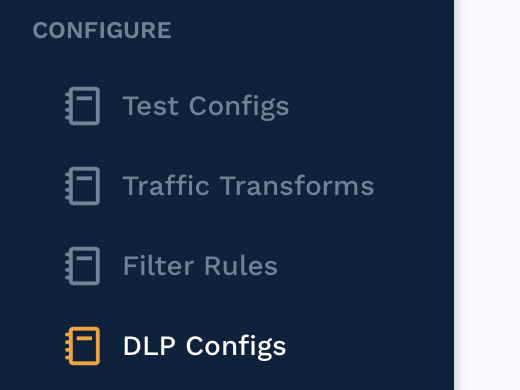 CONFIGURE
Test Configs
Traffic Transforms
Filter Rules
DLP Configs